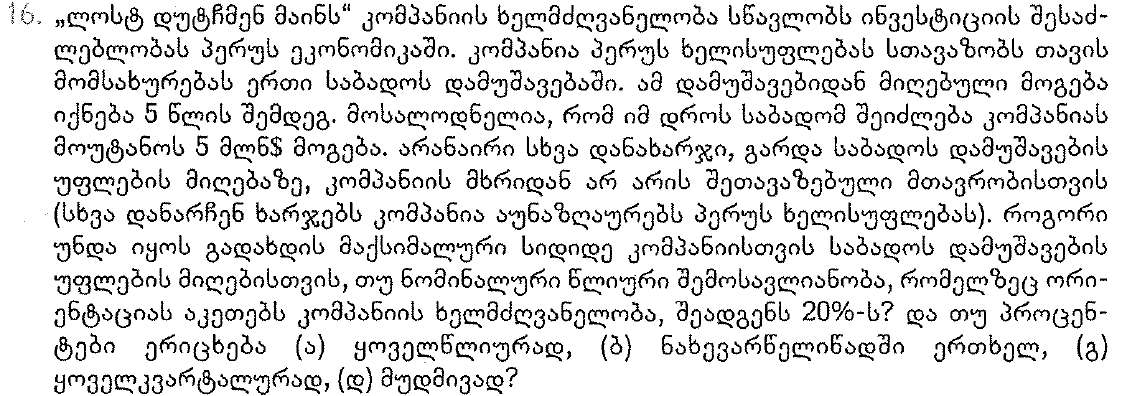 16. „ლოსტ დუტჩმენ მაინს“ კომპანიის ხელმძღვანელობა სწავლობს ინვესტიციის შესაძ-
ლებლობას პერუს ეკონომიკაში. კომპანია პერუს ხელისუფლებას სთავაზობს თავის
მომსახურებას ერთი საბადოს დამუშავებაში. ამ დამუშავებიდან მიღებული მოგება
იქნება 5 წლის შემდეგ. მოსალოდნელია, რომ იმ დროს საბადომ შეიძლება კომპანიას
მოუტანოს 5 მლნ$ მოგება. არანაირი სხვა დანახარჯი, გარდა საბადოს დამუშავების
უფლების მიღებაზე, კომპანიის მხრიდან არ არის შეთავაზებული მთავრობისთვის
(სხვა დანარჩენ ხარჯებს კომპანია აუნაზღაურებს პერუს ხელისუფლებას). როგორი
უნდა იყოს გადახდის მაქსიმალური სიდიდე კომპანიისთვის საბადოს დამუშავების
უფლების მიღებისთვის, თუ ნომინალური წლიური შემოსავლიანობა, რომელზეც ორი-
ენტაციას აკეთებს კომპანიის ხელმძღვანელობა, შეადგენს 20%-ს? და თუ პროცენ-
ტები ერიცხება (ა) ყოველწლიურად, (ბ) ნახევარწელიწადში ერთხელ, (გ)
ყოველკვარტალურად, (დ) მუდმივად?